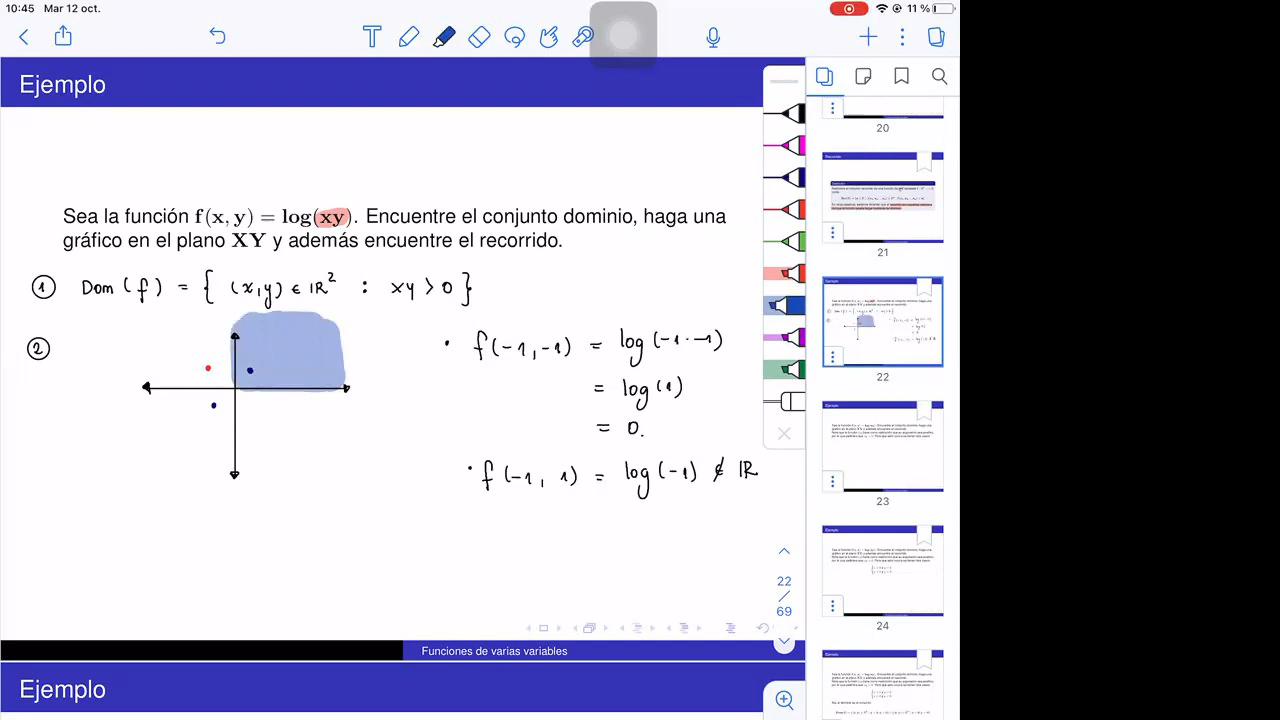 10:45 Mar 12 oct.
11 %
Ejemplo
Sea la función f(x, y) = log(xy). Encuentre el conjunto dominio, haga una
gráfico en el plano XY y además encuentre el recorrido.
① Dom (f) = { (x,y) ∈ ℝ² : xy > 0 }
②
· f(-1,-1) = log(-1·-1)
= log(1)
= 0.
· f(-1, 1) = log(-1) ∉ ℝ
22
/
69
Funciones de varias variables
Ejemplo
20
21
22
23
24